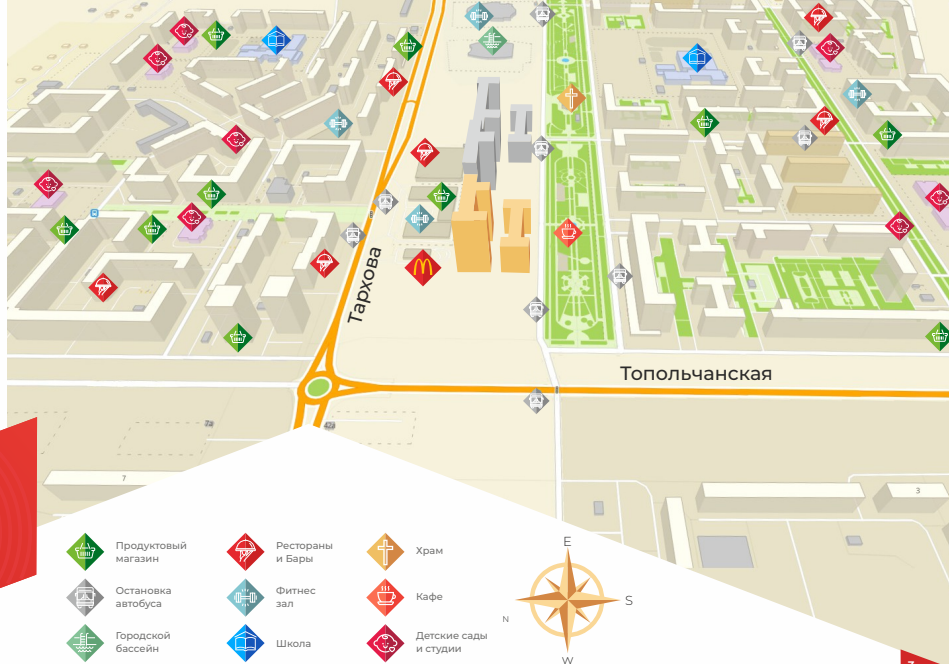 Тархова
Топольчанская
7
3
Продуктовый
магазин
Рестораны
и Бары
Храм
Остановка
автобуса
Фитнес
зал
Кафе
Городской
бассейн
Школа
Детские сады
и студии
E
N
S
W